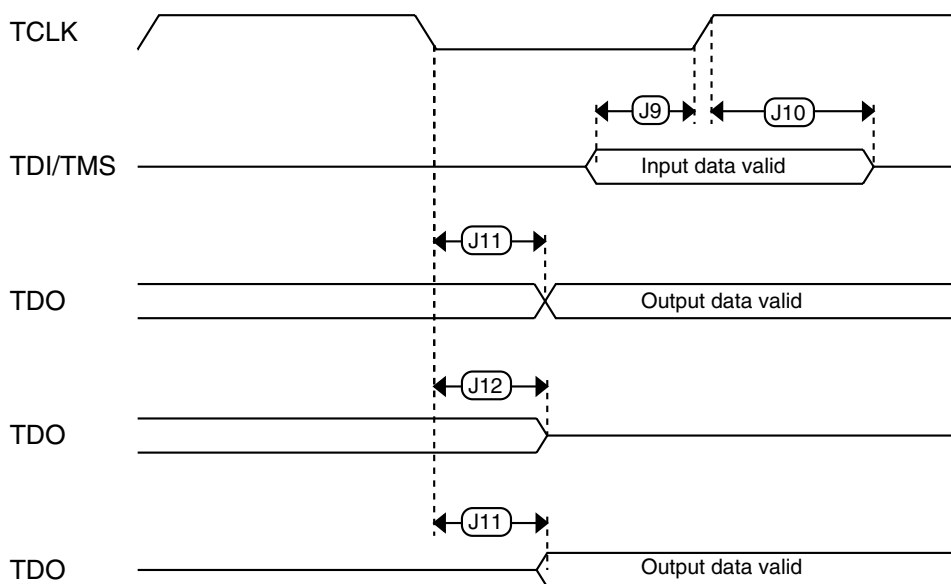 TCLK
J9
J10
TDI/TMS
Input data valid
J11
TDO
Output data valid
J12
TDO
J11
TDO
Output data valid